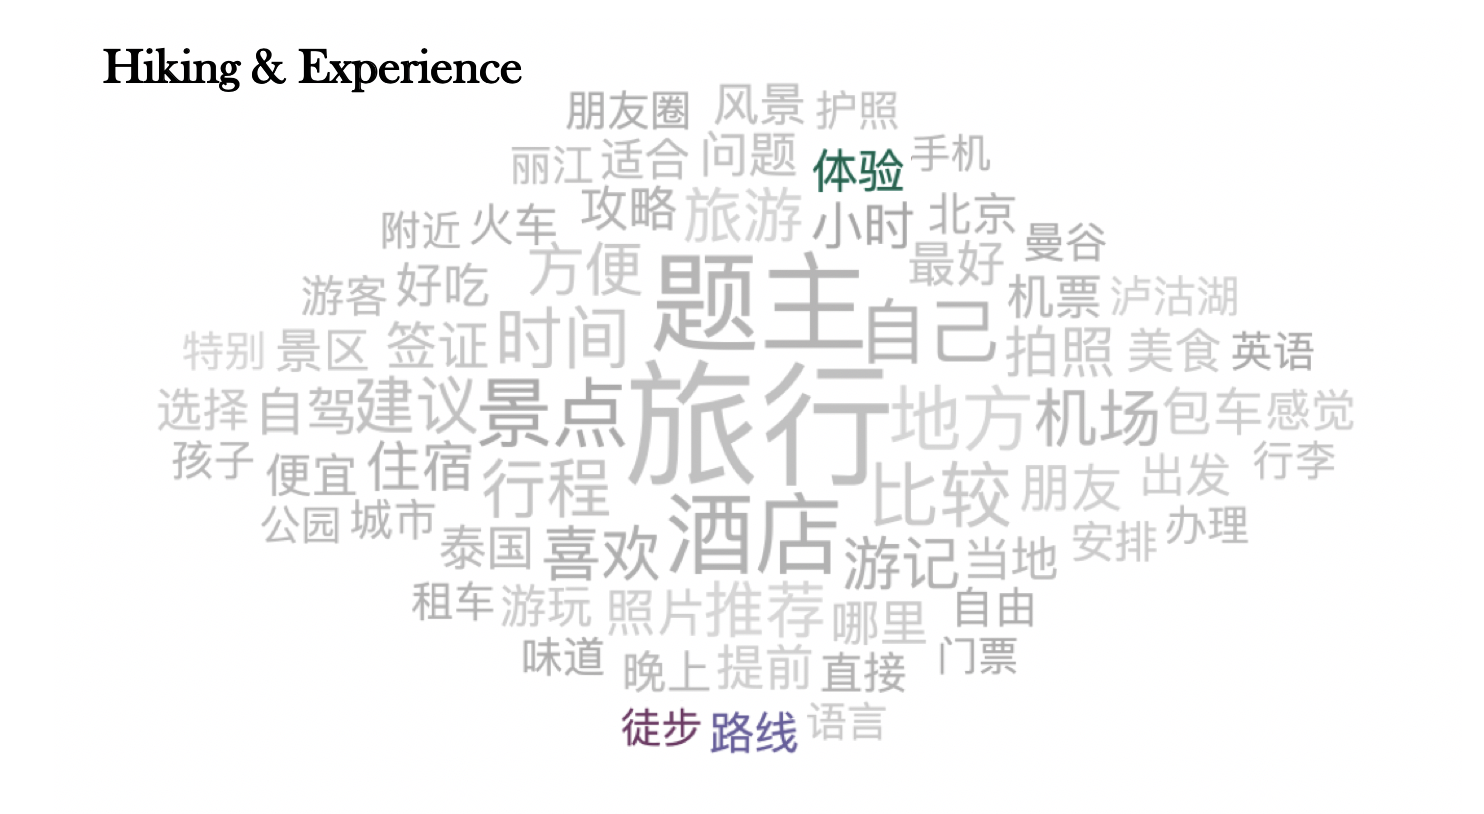 Hiking & Experience
朋友圈 风景 护照
丽江 适合 问题 体验 手机
附近 火车 攻略 旅游 小时 北京 曼谷
游客 好吃 方便 题主 自己 最好 机票 泸沽湖
特别 景区 签证 时间 拍照 美食 英语
选择 自驾 建议 景点 旅行 地方 机场 包车 感觉
孩子 便宜 住宿 行程 比较 朋友 出发 行李
公园 城市 泰国 喜欢 酒店 游记 当地 安排 办理
租车 游玩 照片 推荐 哪里 自由
味道 晚上 提前 直接 门票
徒步 路线 语言